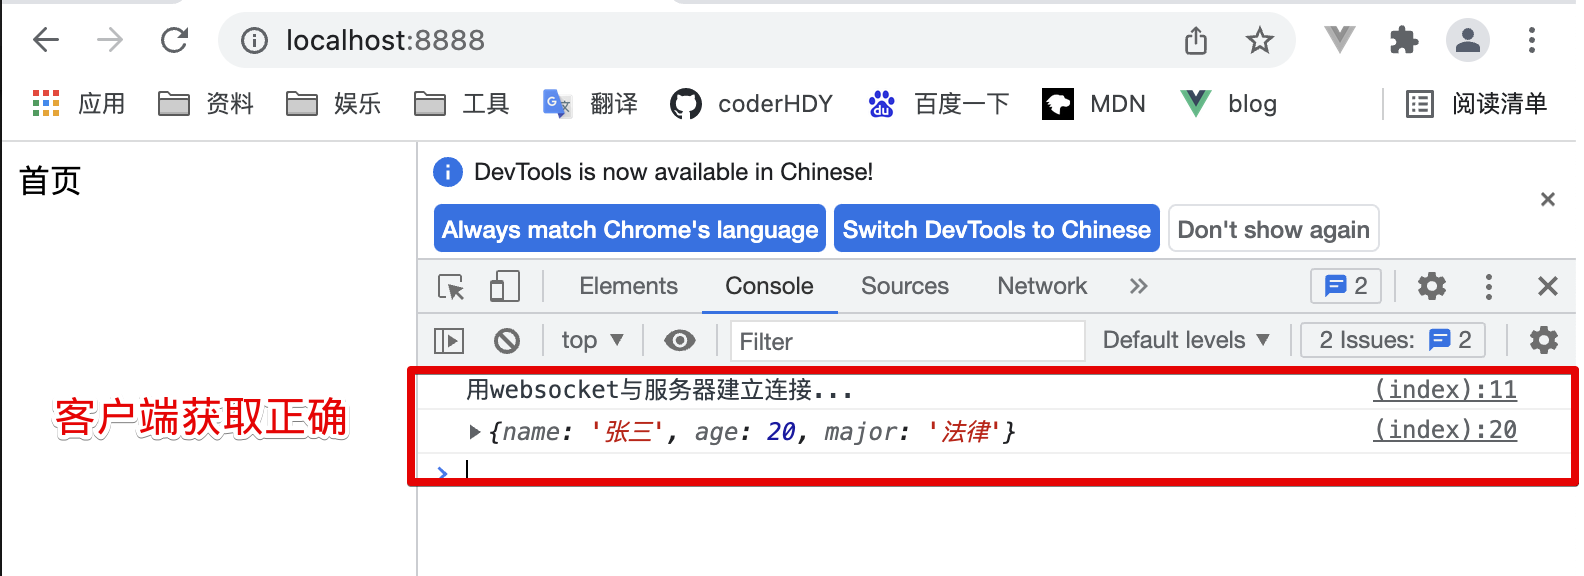 localhost:8888
应用 资料 娱乐 工具 翻译 coderHDY 百度一下 MDN blog 阅读清单
首页
DevTools is now available in Chinese!
Always match Chrome's language Switch DevTools to Chinese Don't show again
Elements Console Sources Network 2
top Filter Default levels 2 Issues: 2
用websocket与服务器建立连接... (index):11
{name: '张三', age: 20, major: '法律'} (index):20
客户端获取正确